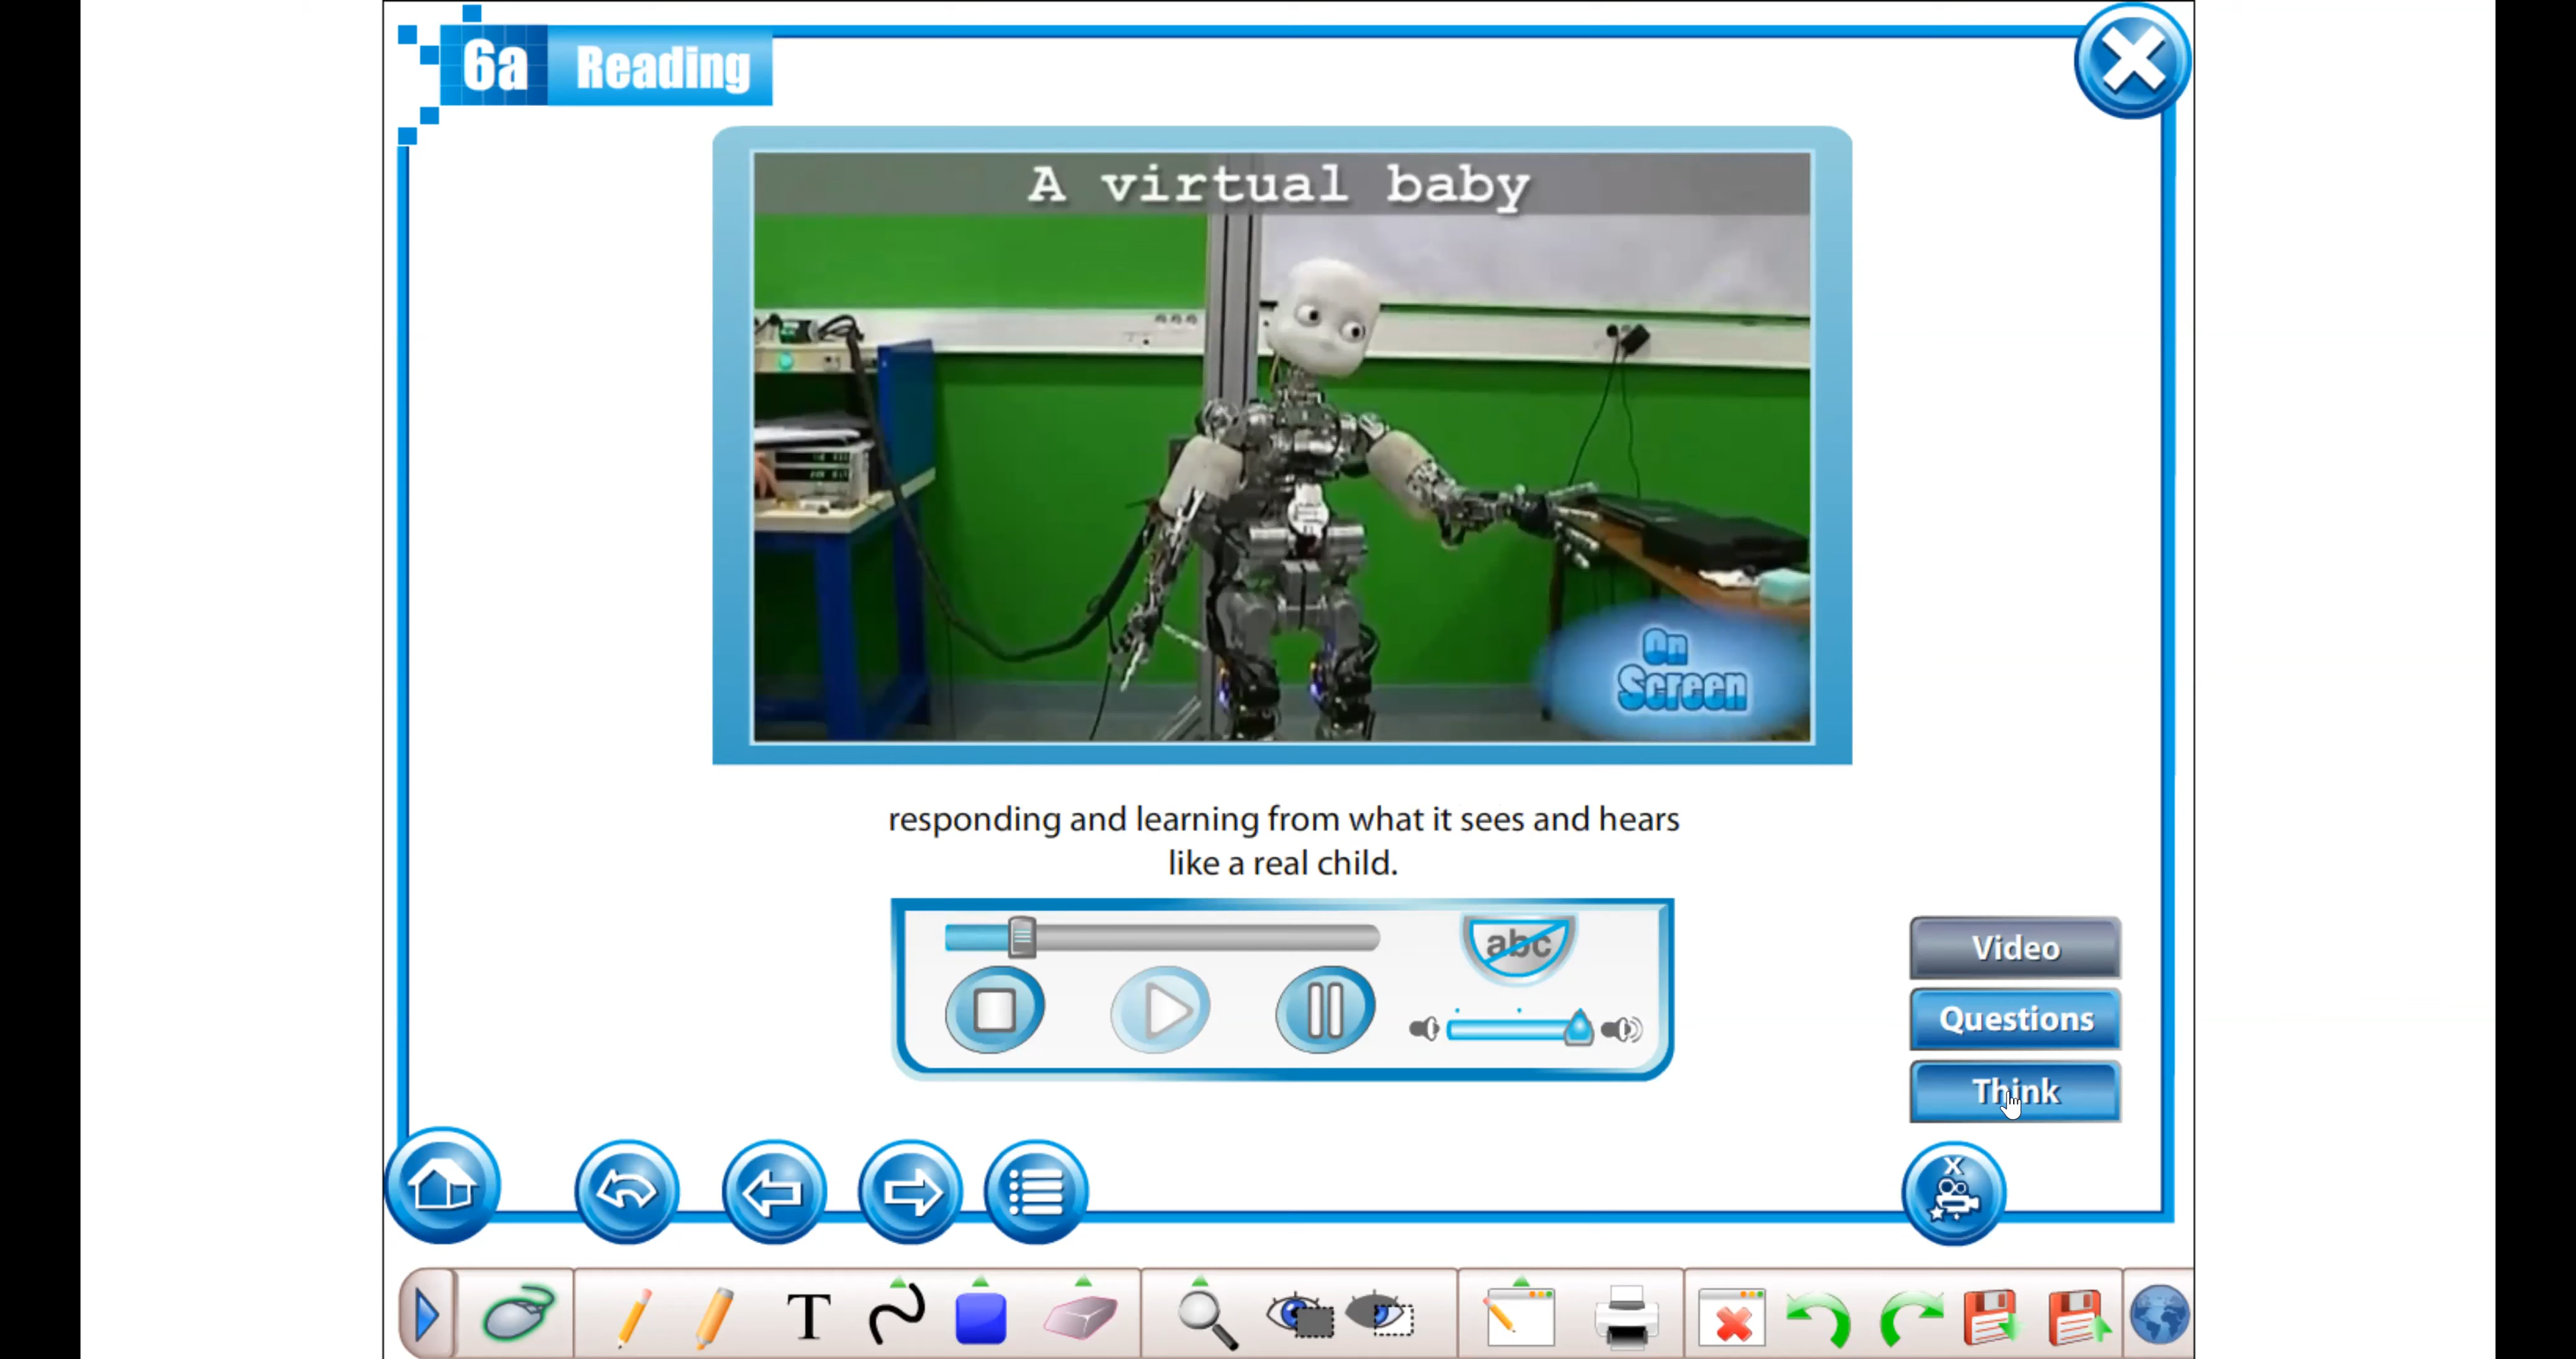 6a Reading
A virtual baby
On
Screen
responding and learning from what it sees and hears
like a real child.
abc
Video
Questions
Think
X
T